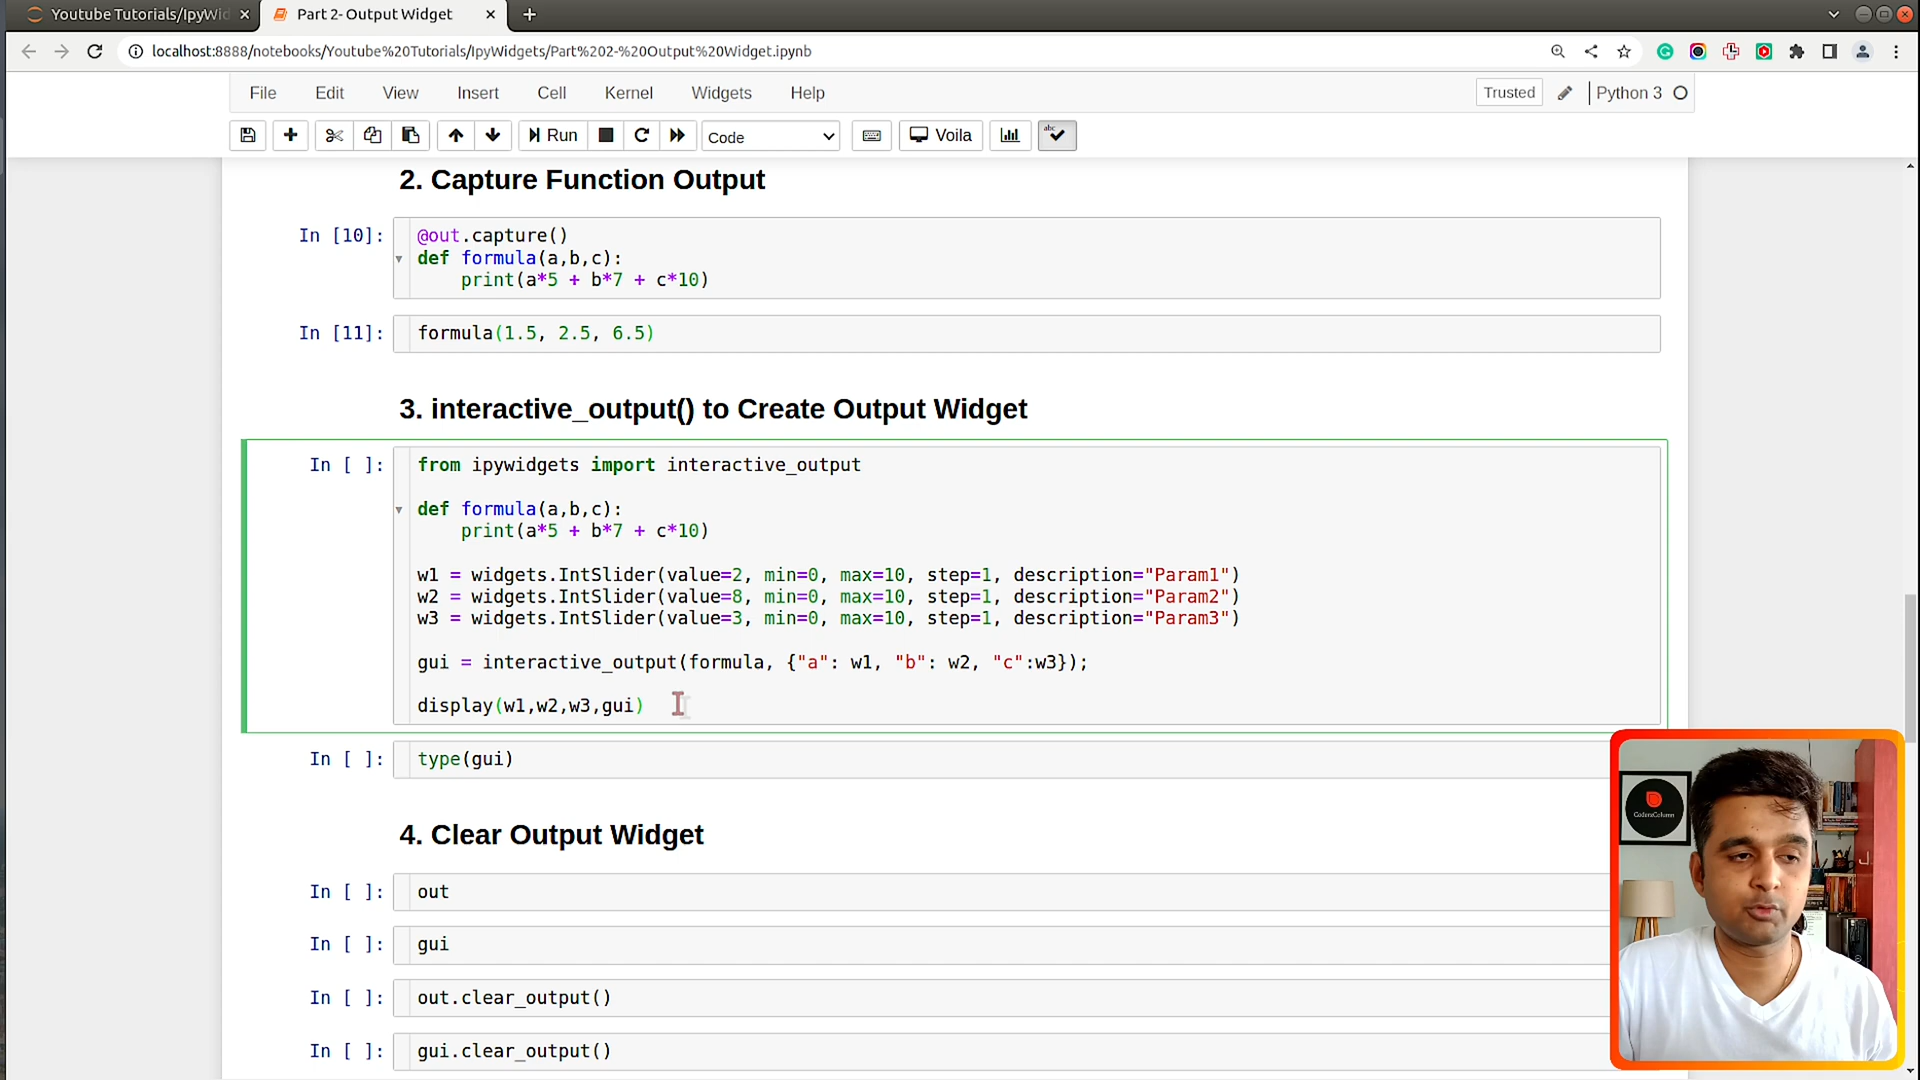 Youtube Tutorials/IpyWid
Part 2- Output Widget
localhost:8888/notebooks/Youtube%20Tutorials/IpyWidgets/Part%202-%20Output%20Widget.ipynb
File Edit View Insert Cell Kernel Widgets Help
Trusted Python 3
Run Code Voila abc
2. Capture Function Output
In [10]: @out.capture()
def formula(a,b,c):
print(a*5 + b*7 + c*10)
In [11]: formula(1.5, 2.5, 6.5)
3. interactive_output() to Create Output Widget
In [ ]: from ipywidgets import interactive_output
def formula(a,b,c):
print(a*5 + b*7 + c*10)
w1 = widgets.IntSlider(value=2, min=0, max=10, step=1, description="Param1")
w2 = widgets.IntSlider(value=8, min=0, max=10, step=1, description="Param2")
w3 = widgets.IntSlider(value=3, min=0, max=10, step=1, description="Param3")
gui = interactive_output(formula, {"a": w1, "b": w2, "c":w3});
display(w1,w2,w3,gui)
In [ ]: type(gui)
4. Clear Output Widget
In [ ]: out
In [ ]: gui
In [ ]: out.clear_output()
In [ ]: gui.clear_output()
CodersColumn